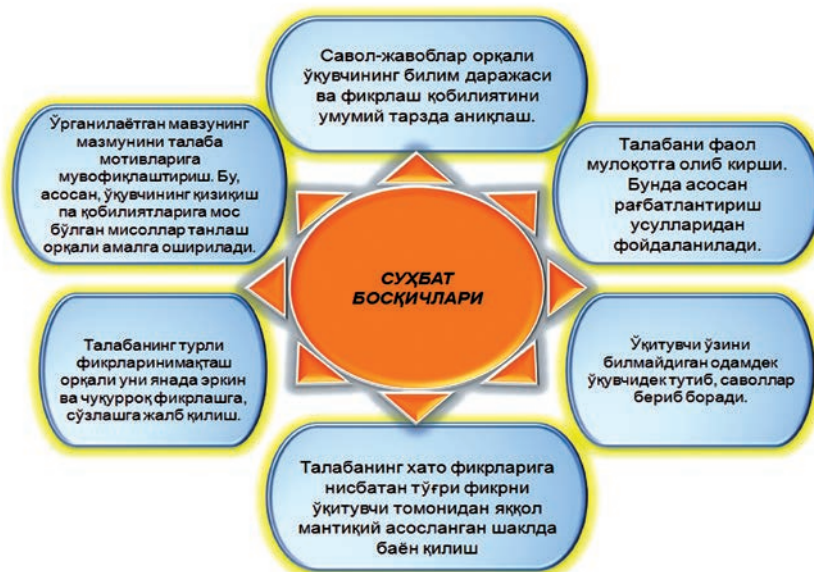 Савол-жавоблар орқали
ўқувчининг билим даражаси
ва фикрлаш қобилиятини
умумий тарзда аниқлаш.
Ўрганилаётган мавзунинг
мазмунини талаба
мотивларига
мувофиқлаштириш. Бу,
асосан, ўқувчининг қизиқиш
па қобилиятларига мос
бўлган мисоллар танлаш
орқали амалга оширилади.
Талабани фаол
мулоқотга олиб кирши.
Бунда асосан
рағбатлантириш
усулларидан
фойдаланилади.
СУҲБАТ
БОСҚИЧЛАРИ
Талабанинг турли
фикрларинимақташ
орқали уни янада эркин
ва чуқурроқ фикрлашга,
сўзлашга жалб қилиш.
Ўқитувчи ўзини
билмайдиган одамдек
ўқувчидек тутиб, саволлар
бериб боради.
Талабанинг хато фикрларига
нисбатан тўғри фикрни
ўқитувчи томонидан яққол
мантиқий асосланган шаклда
баён қилиш